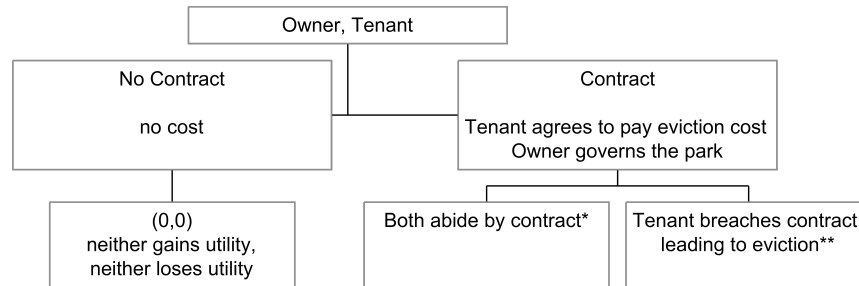 Owner, Tenant
No Contract
no cost
Contract
Tenant agrees to pay eviction cost
Owner governs the park
(0,0)
neither gains utility,
neither loses utility
Both abide by contract*
Tenant breaches contract
leading to eviction**